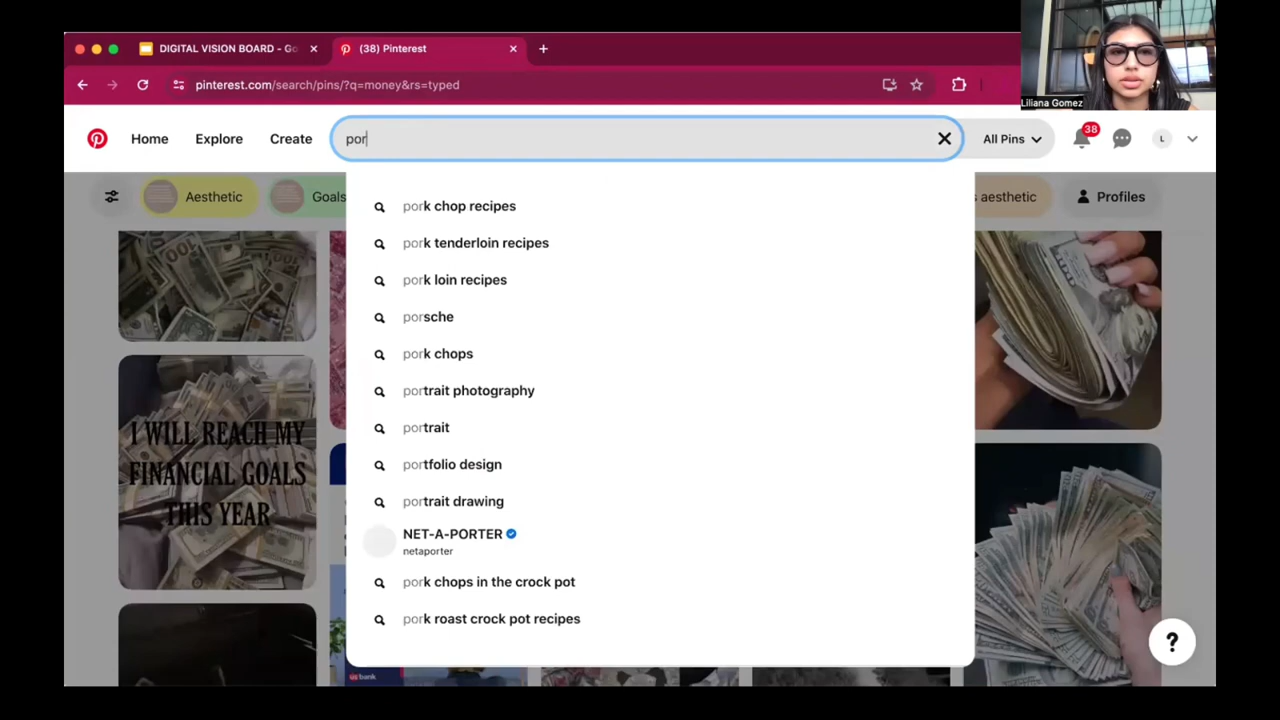 DIGITAL VISION BOARD - Go
(38) Pinterest
pinterest.com/search/pins/?q=money&rs=typed
Liliana Gomez
Home
Explore
Create
por
All Pins
38
L
Aesthetic
Goals
s aesthetic
Profiles
pork chop recipes
pork tenderloin recipes
pork loin recipes
porsche
pork chops
portrait photography
portrait
portfolio design
portrait drawing
NET-A-PORTER
netaporter
pork chops in the crock pot
pork roast crock pot recipes
I WILL REACH MY
FINANCIAL GOALS
THIS YEAR
100
usbank
?